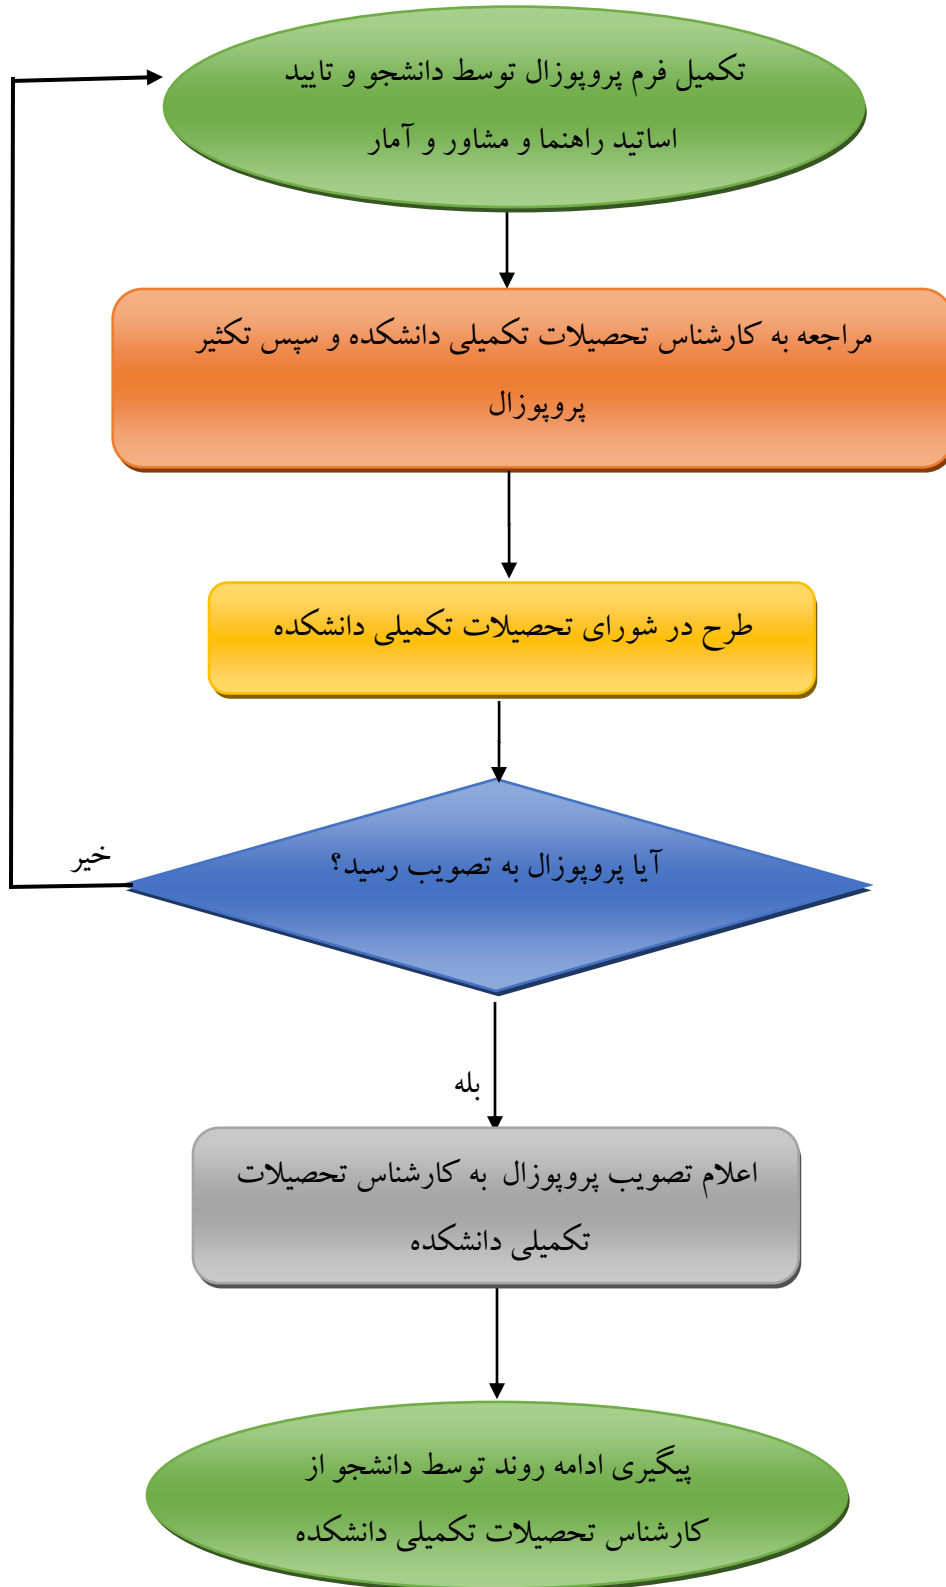 تکمیل فرم پروپوزال توسط دانشجو و تایید
اساتید راهنما و مشاور و آمار
مراجعه به کارشناس تحصیلات تکمیلی دانشکده و سپس تکثیر
پروپوزال
طرح در شورای تحصیلات تکمیلی دانشکده
آیا پروپوزال به تصویب رسید؟
خیر
بله
اعلام تصویب پروپوزال به کارشناس تحصیلات
تکمیلی دانشکده
پیگیری ادامه روند توسط دانشجو از
کارشناس تحصیلات تکمیلی دانشکده